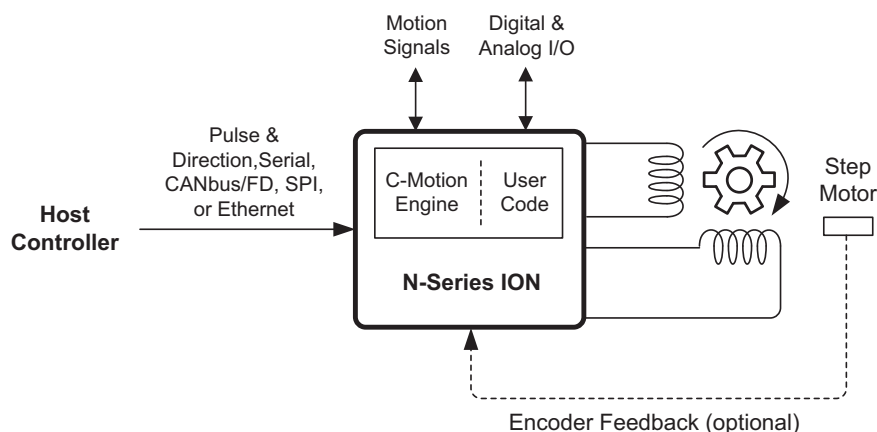 Motion
Signals
Digital &
Analog I/O
Pulse &
Direction,Serial,
CANbus/FD, SPI,
or Ethernet
Host
Controller
C-Motion
Engine
User
Code
N-Series ION
Step
Motor
Encoder Feedback (optional)